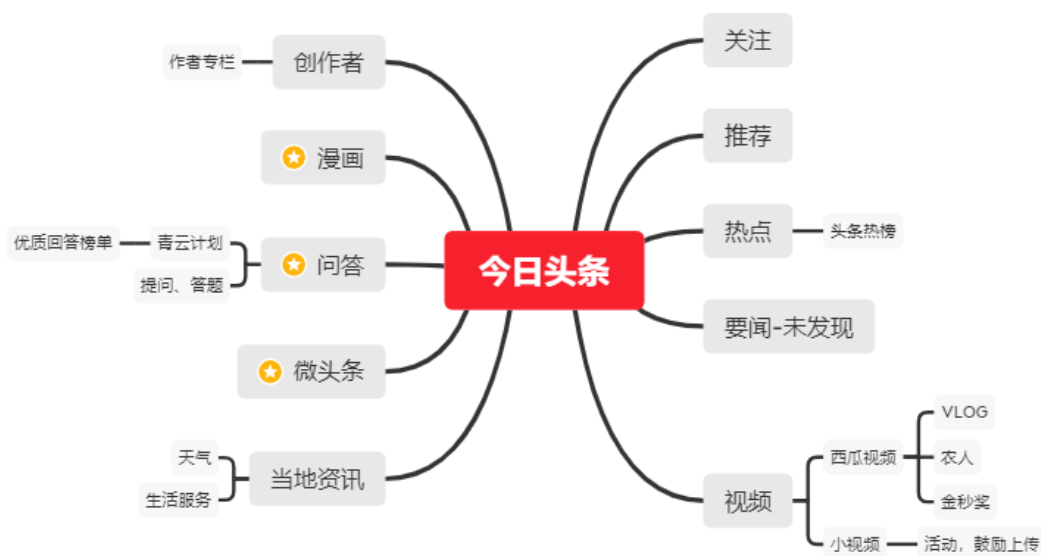 今日头条
关注
推荐
热点
头条热榜
要闻-未发现
视频
西瓜视频
VLOG
农人
金秒奖
小视频
活动，鼓励上传
创作者
作者专栏
漫画
问答
青云计划
优质回答榜单
提问、答题
微头条
当地资讯
天气
生活服务